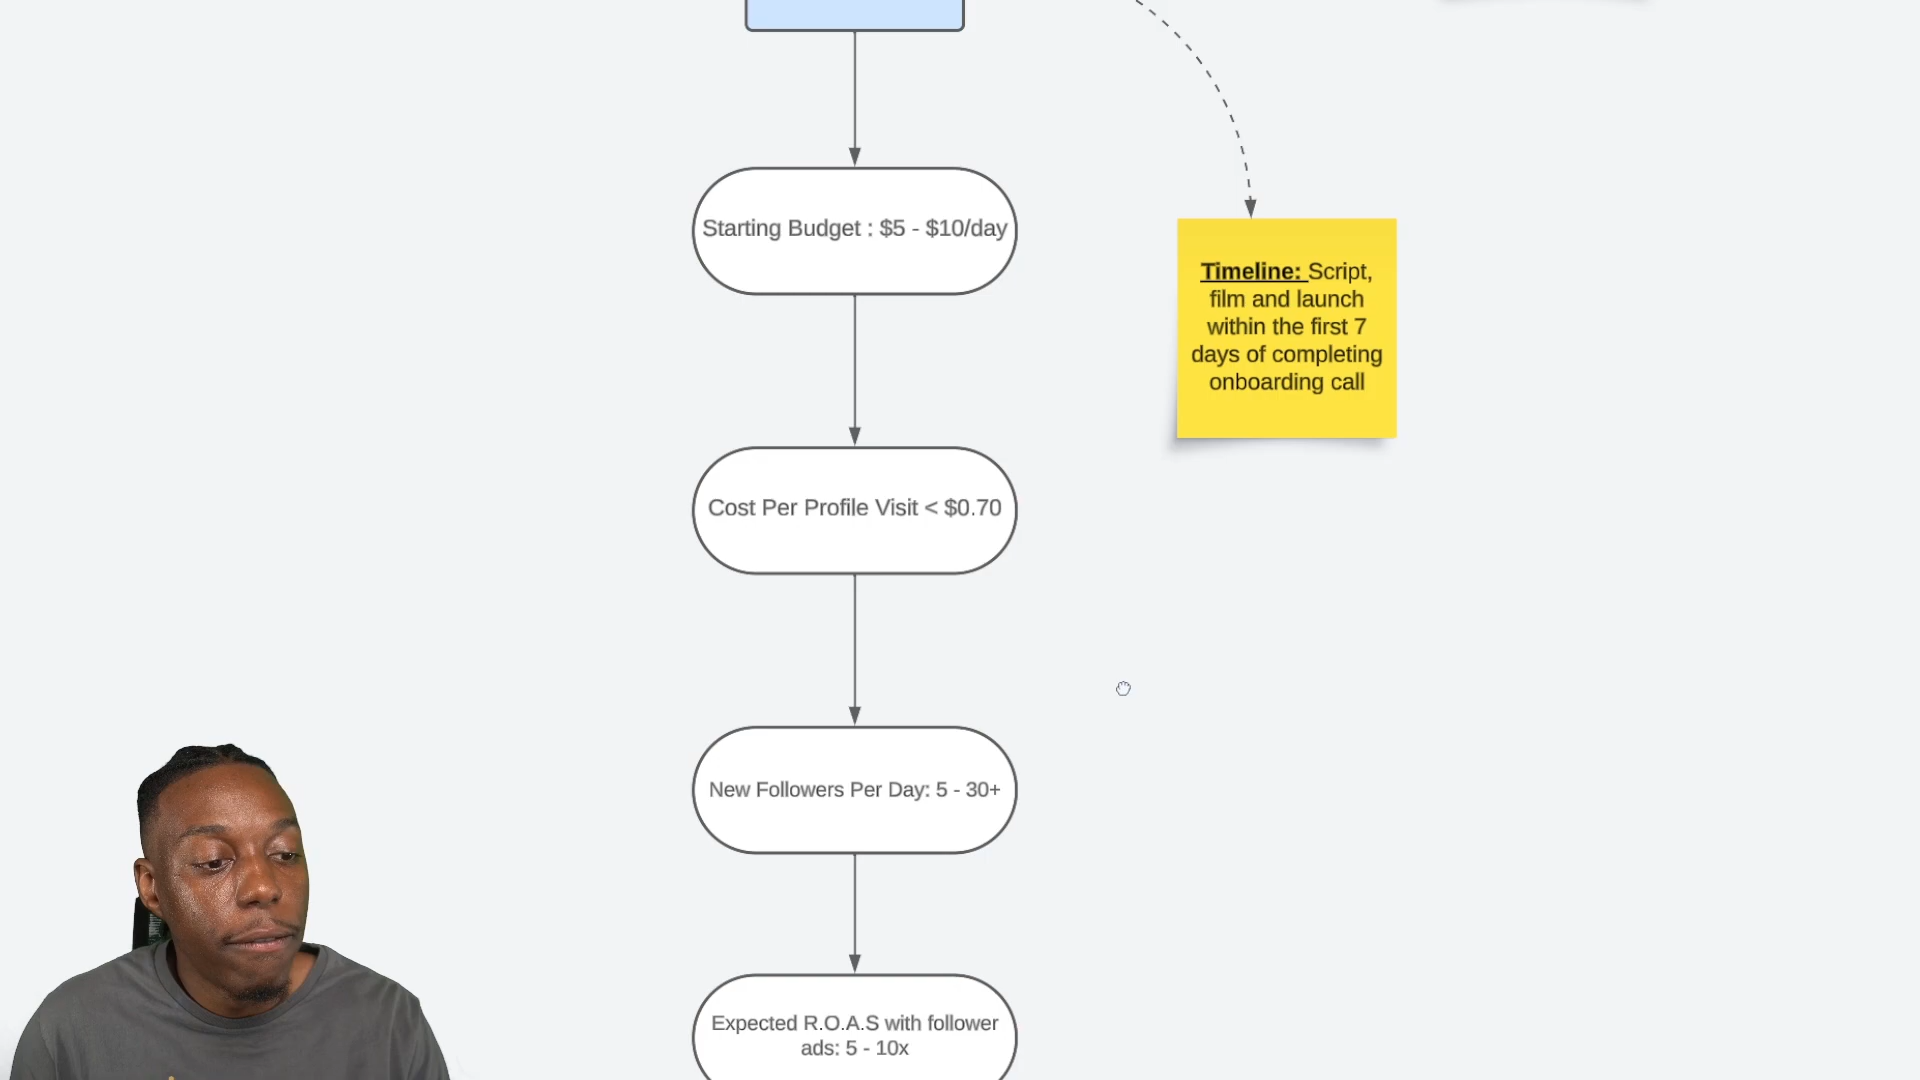 Starting Budget : $5 - $10/day
Timeline: Script,
film and launch
within the first 7
days of completing
onboarding call
Cost Per Profile Visit < $0.70
New Followers Per Day: 5 - 30+
Expected R.O.A.S with follower
ads: 5 - 10x